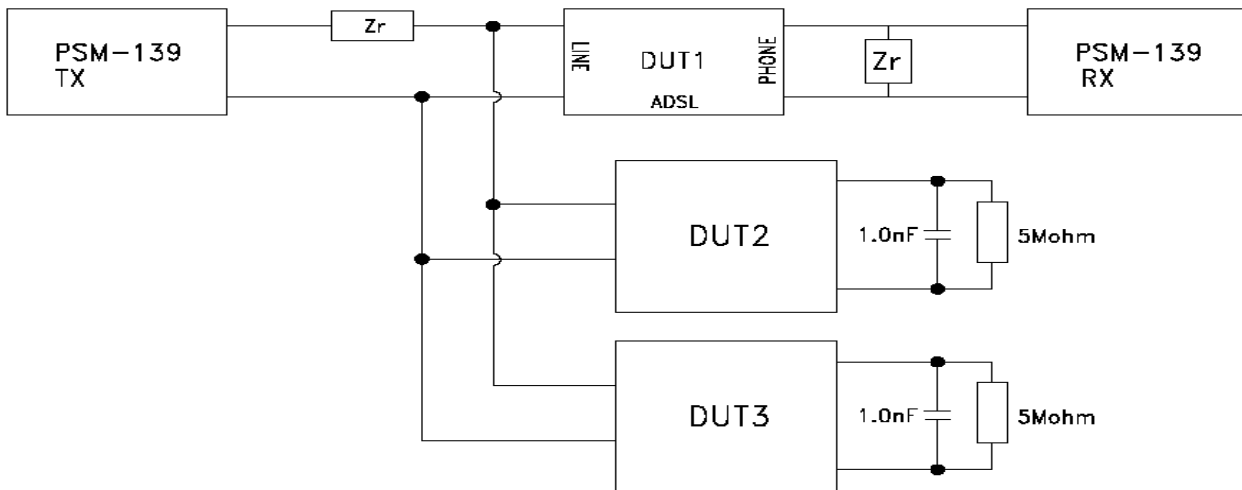 PSM-139
TX
Zr
LINE
DUT1
PHONE
ADSL
Zr
PSM-139
RX
DUT2
1.0nF
5Mohm
DUT3
1.0nF
5Mohm